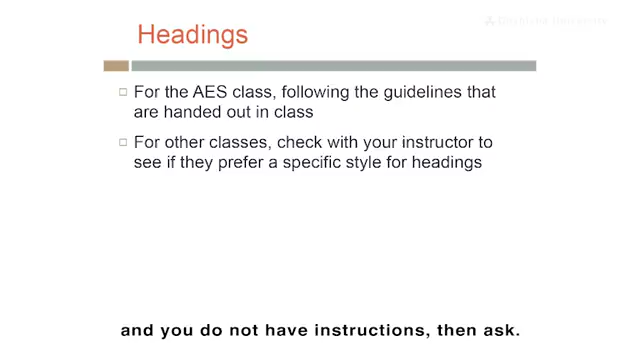 Headings
For the AES class, following the guidelines that
are handed out in class
For other classes, check with your instructor to
see if they prefer a specific style for headings
and you do not have instructions, then ask.